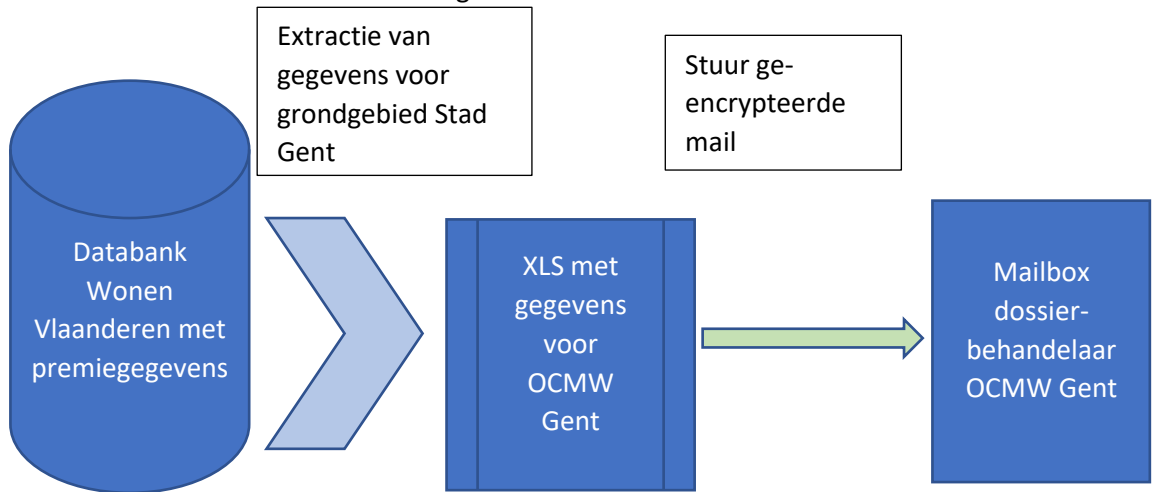 Extractie van
gegevens voor
grondgebied Stad
Gent
Stuur ge-
encrypteerde
mail
Databank
Wonen
Vlaanderen met
premiegegevens
XLS met
gegevens
voor
OCMW
Gent
Mailbox
dossier-
behandelaar
OCMW Gent